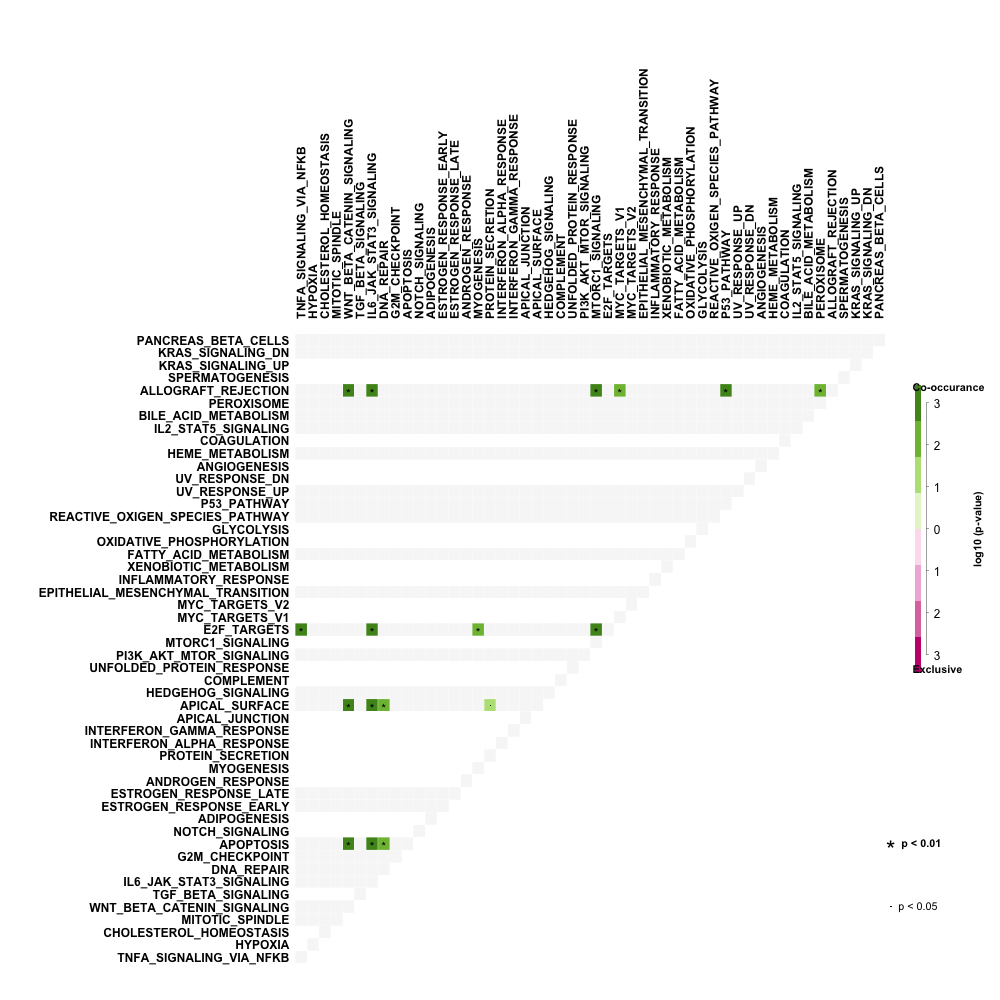 TNFA_SIGNALING_VIA_NFKB
HYPOXIA
CHOLESTEROL_HOMEOSTASIS
MITOTIC_SPINDLE
WNT_BETA_CATENIN_SIGNALING
TGF_BETA_SIGNALING
IL6_JAK_STAT3_SIGNALING
DNA_REPAIR
G2M_CHECKPOINT
APOPTOSIS
NOTCH_SIGNALING
ADIPOGENESIS
ESTROGEN_RESPONSE_EARLY
ESTROGEN_RESPONSE_LATE
ANDROGEN_RESPONSE
MYOGENESIS
PROTEIN_SECRETION
INTERFERON_ALPHA_RESPONSE
INTERFERON_GAMMA_RESPONSE
APICAL_JUNCTION
APICAL_SURFACE
HEDGEHOG_SIGNALING
COMPLEMENT
UNFOLDED_PROTEIN_RESPONSE
PI3K_AKT_MTOR_SIGNALING
MTORC1_SIGNALING
E2F_TARGETS
MYC_TARGETS_V1
MYC_TARGETS_V2
EPITHELIAL_MESENCHYMAL_TRANSITION
INFLAMMATORY_RESPONSE
XENOBIOTIC_METABOLISM
FATTY_ACID_METABOLISM
OXIDATIVE_PHOSPHORYLATION
GLYCOLYSIS
REACTIVE_OXIGEN_SPECIES_PATHWAY
P53_PATHWAY
UV_RESPONSE_UP
UV_RESPONSE_DN
ANGIOGENESIS
HEME_METABOLISM
COAGULATION
IL2_STAT5_SIGNALING
BILE_ACID_METABOLISM
PEROXISOME
ALLOGRAFT_REJECTION
SPERMATOGENESIS
KRAS_SIGNALING_UP
KRAS_SIGNALING_DN
PANCREAS_BETA_CELLS
PANCREAS_BETA_CELLS
KRAS_SIGNALING_DN
KRAS_SIGNALING_UP
SPERMATOGENESIS
ALLOGRAFT_REJECTION
PEROXISOME
BILE_ACID_METABOLISM
IL2_STAT5_SIGNALING
COAGULATION
HEME_METABOLISM
ANGIOGENESIS
UV_RESPONSE_DN
UV_RESPONSE_UP
P53_PATHWAY
REACTIVE_OXIGEN_SPECIES_PATHWAY
GLYCOLYSIS
OXIDATIVE_PHOSPHORYLATION
FATTY_ACID_METABOLISM
XENOBIOTIC_METABOLISM
INFLAMMATORY_RESPONSE
EPITHELIAL_MESENCHYMAL_TRANSITION
MYC_TARGETS_V2
MYC_TARGETS_V1
E2F_TARGETS
MTORC1_SIGNALING
PI3K_AKT_MTOR_SIGNALING
UNFOLDED_PROTEIN_RESPONSE
COMPLEMENT
HEDGEHOG_SIGNALING
APICAL_SURFACE
APICAL_JUNCTION
INTERFERON_GAMMA_RESPONSE
INTERFERON_ALPHA_RESPONSE
PROTEIN_SECRETION
MYOGENESIS
ANDROGEN_RESPONSE
ESTROGEN_RESPONSE_LATE
ESTROGEN_RESPONSE_EARLY
ADIPOGENESIS
NOTCH_SIGNALING
APOPTOSIS
G2M_CHECKPOINT
DNA_REPAIR
IL6_JAK_STAT3_SIGNALING
TGF_BETA_SIGNALING
WNT_BETA_CATENIN_SIGNALING
MITOTIC_SPINDLE
CHOLESTEROL_HOMEOSTASIS
HYPOXIA
TNFA_SIGNALING_VIA_NFKB
Co-occurance
3
2
1
0
1
2
3
Exclusive
log10 (p-value)
* p < 0.01
· p < 0.05